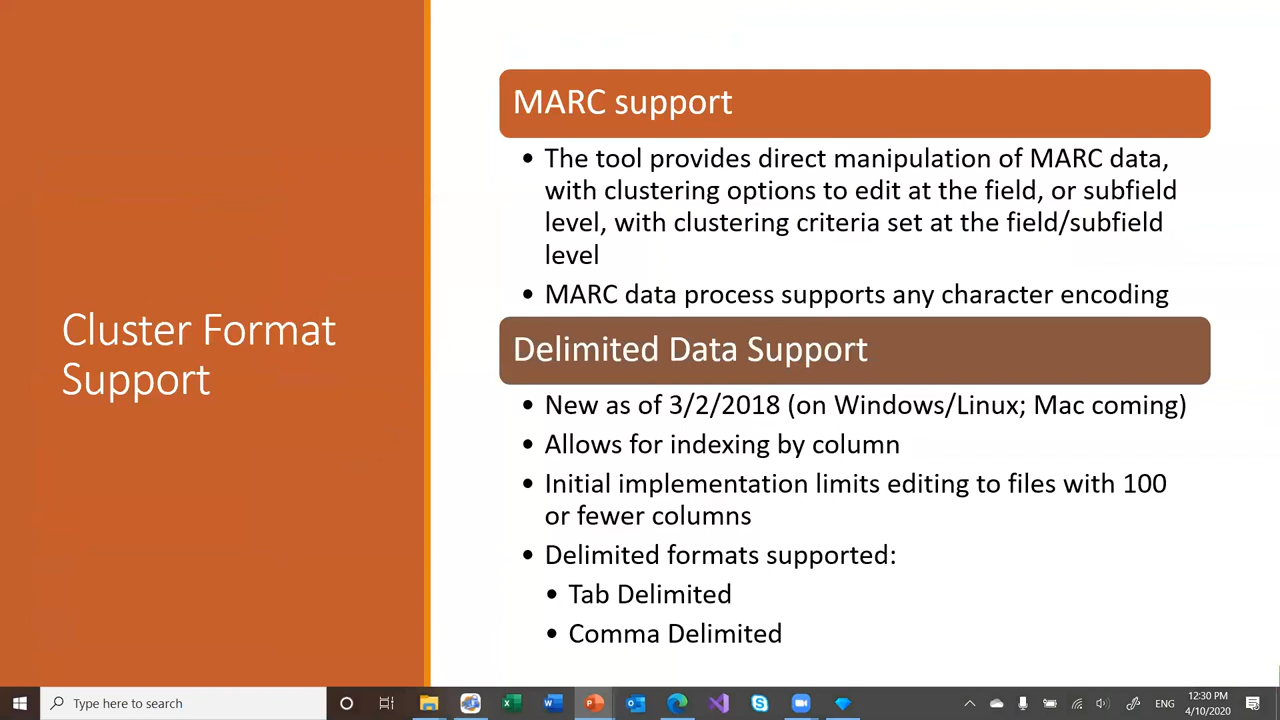 Cluster Format
Support
MARC support
• The tool provides direct manipulation of MARC data,
with clustering options to edit at the field, or subfield
level, with clustering criteria set at the field/subfield
level
• MARC data process supports any character encoding
Delimited Data Support
• New as of 3/2/2018 (on Windows/Linux; Mac coming)
• Allows for indexing by column
• Initial implementation limits editing to files with 100
or fewer columns
• Delimited formats supported:
• Tab Delimited
• Comma Delimited
Type here to search
ENG
12:30 PM
4/10/2020